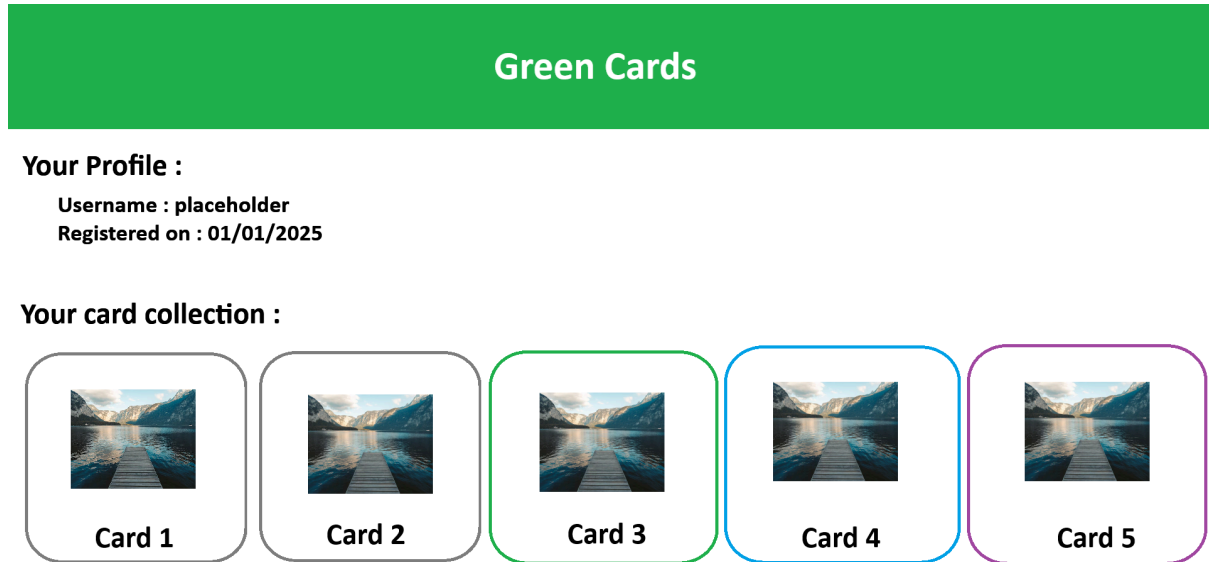 Green Cards
Your Profile :
Username : placeholder
Registered on : 01/01/2025
Your card collection :
Card 1
Card 2
Card 3
Card 4
Card 5